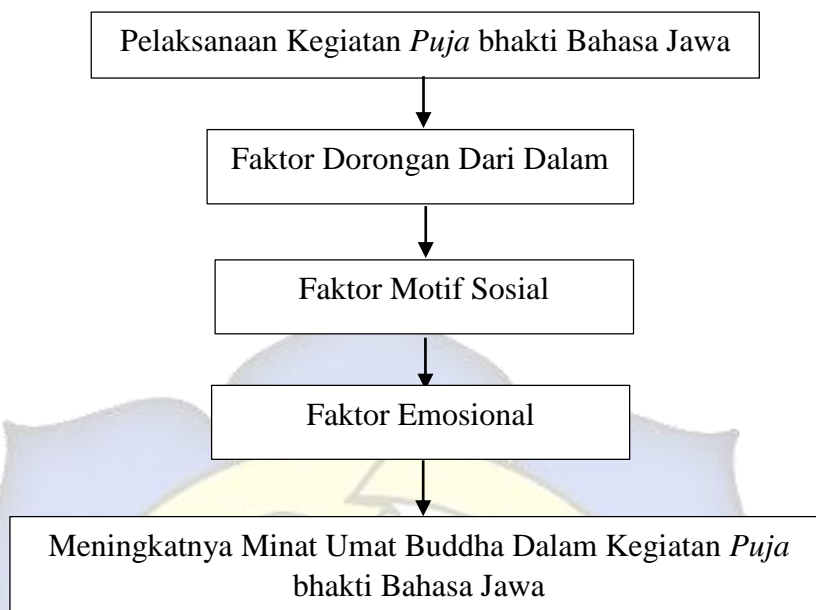 Pelaksanaan Kegiatan Puja bhakti Bahasa Jawa
Faktor Dorongan Dari Dalam
Faktor Motif Sosial
Faktor Emosional
Meningkatnya Minat Umat Buddha Dalam Kegiatan Puja
bhakti Bahasa Jawa